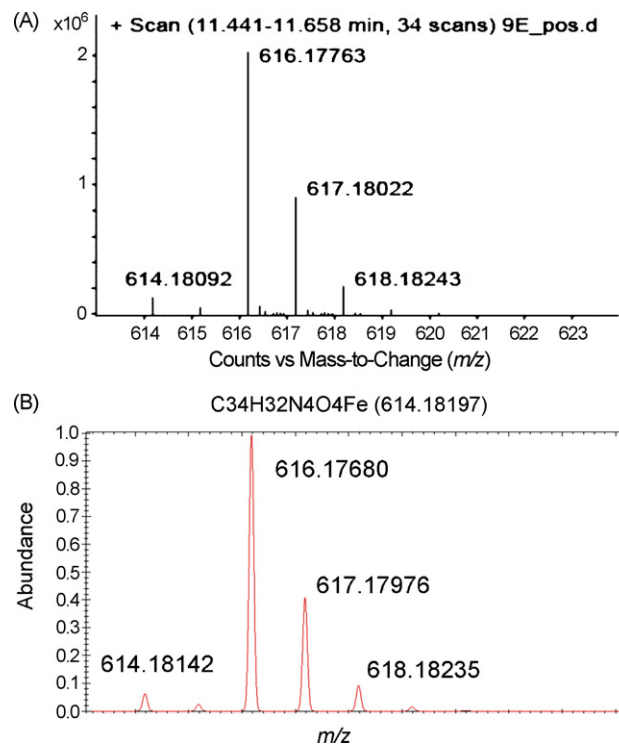 (A)
x10⁶
+ Scan (11.441-11.658 min, 34 scans) 9E_pos.d
2
616.17763
1
617.18022
614.18092
618.18243
0
614 615 616 617 618 619 620 621 622 623
Counts vs Mass-to-Change (m/z)
(B)
C34H32N4O4Fe (614.18197)
1.0
0.9
616.17680
0.8
0.7
0.6
0.5
617.17976
0.4
0.3
0.2
614.18142
618.18235
0.1
0.0
Abundance
m/z